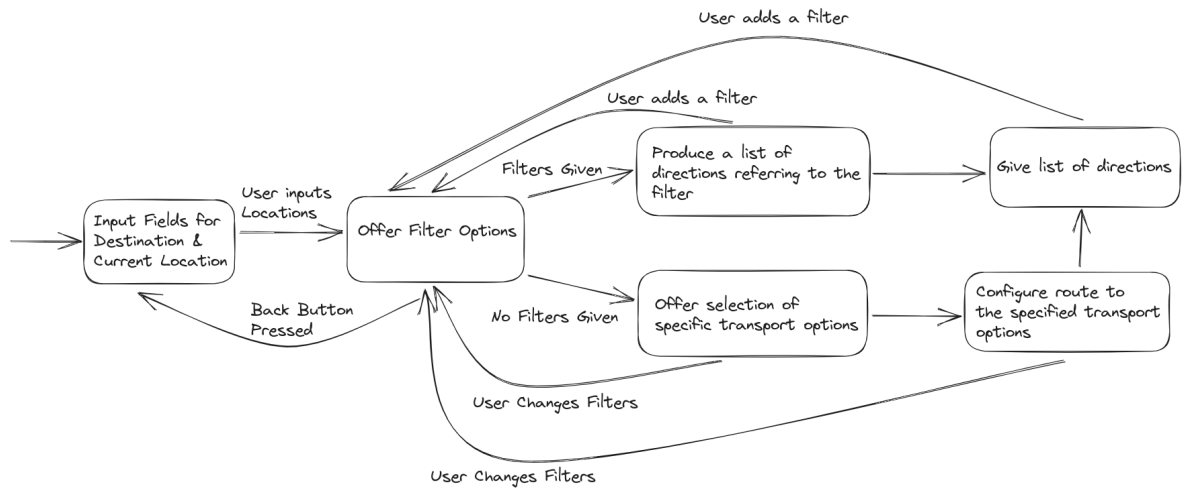 User adds a filter
User adds a filter
Filters Given
Produce a list of
directions referring to the
filter
Give list of directions
User inputs
Locations
Input Fields for
Destination &
Current Location
Offer Filter Options
Back Button
Pressed
No Filters Given
Offer selection of
specific transport options
Configure route to
the specified transport
options
User Changes Filters
User Changes Filters